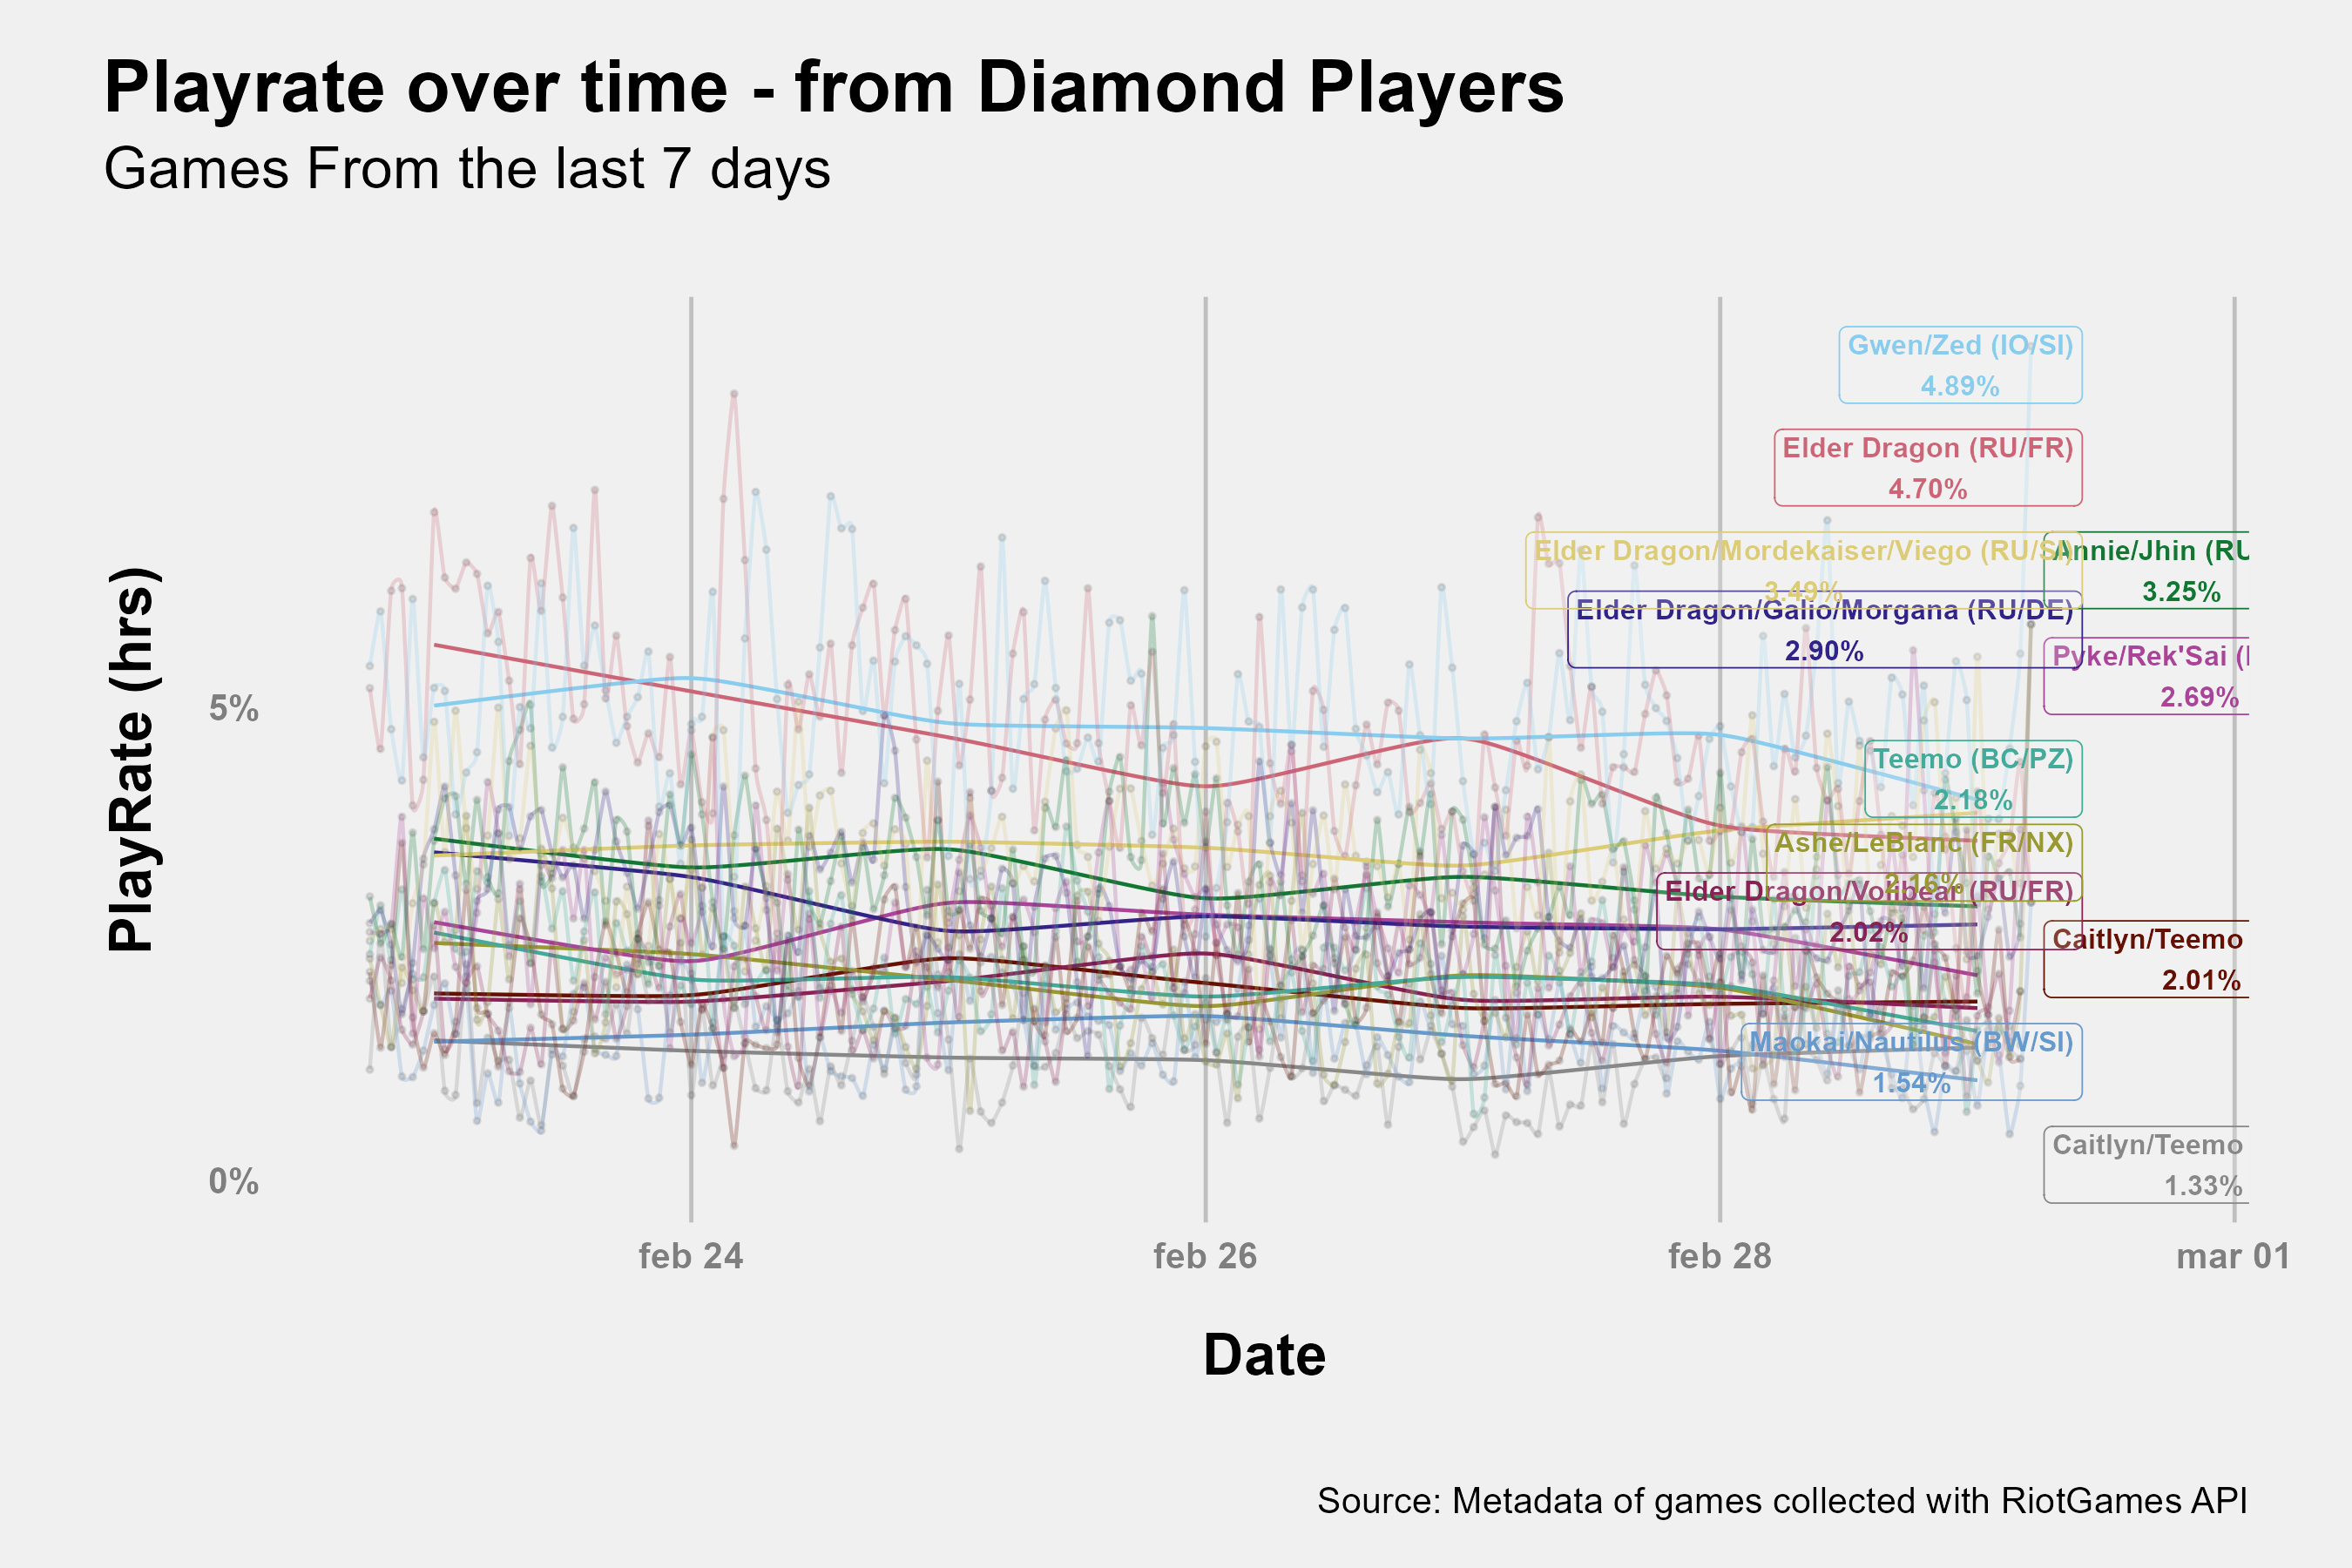 Playrate over time - from Diamond Players
Games From the last 7 days
PlayRate (hrs)
5%
0%
Gwen/Zed (IO/SI)
4.89%
Elder Dragon (RU/FR)
4.70%
Elder Dragon/Mordekaiser/Viego (RU/SI)
3.49%
Annie/Jhin (RU
3.25%
Elder Dragon/Galio/Morgana (RU/DE)
2.90%
Pyke/Rek'Sai (
2.69%
Teemo (BC/PZ)
2.18%
Ashe/LeBlanc (FR/NX)
2.16%
Elder Dragon/Volibear (RU/FR)
2.02%
Caitlyn/Teemo
2.01%
Maokai/Nautilus (BW/SI)
1.54%
Caitlyn/Teemo
1.33%
feb 24
feb 26
feb 28
mar 01
Date
Source: Metadata of games collected with RiotGames API